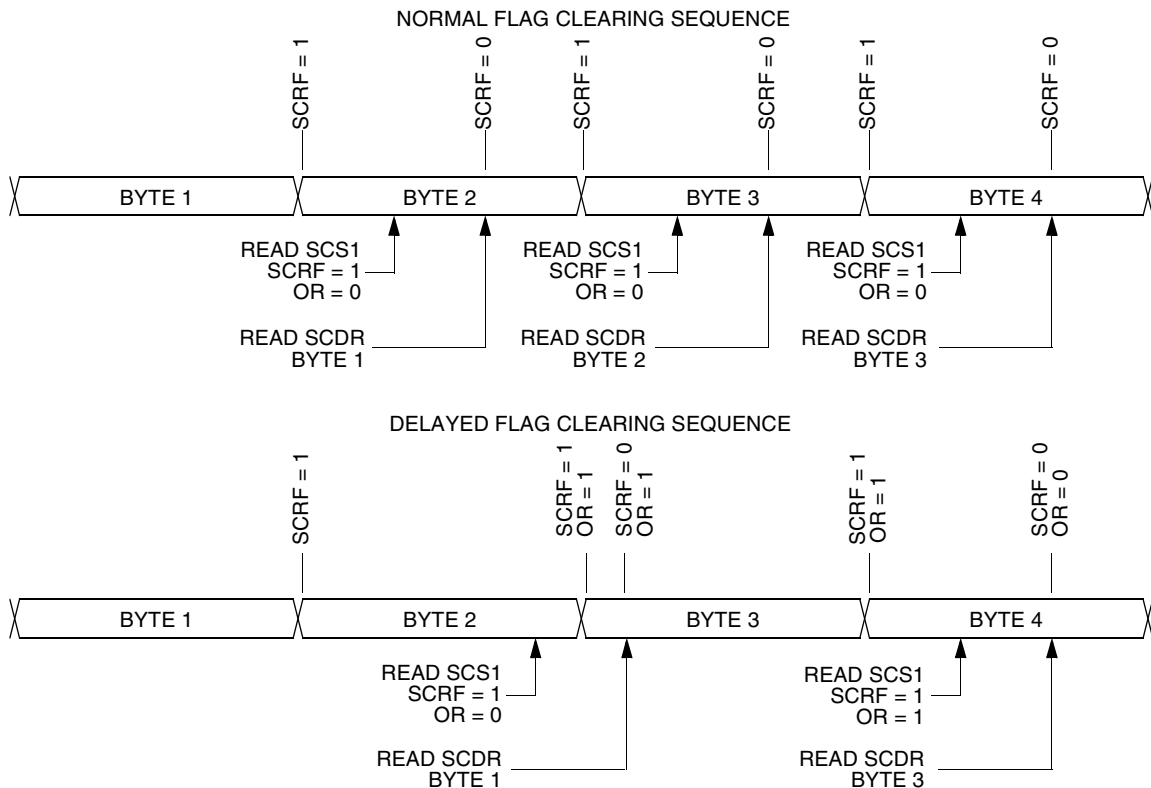 NORMAL FLAG CLEARING SEQUENCE
SCRF = 1
SCRF = 0
SCRF = 1
SCRF = 0
SCRF = 1
SCRF = 0
BYTE 1
BYTE 2
BYTE 3
BYTE 4
READ SCS1
SCRF = 1
OR = 0
READ SCS1
SCRF = 1
OR = 0
READ SCS1
SCRF = 1
OR = 0
READ SCDR
BYTE 1
READ SCDR
BYTE 2
READ SCDR
BYTE 3
DELAYED FLAG CLEARING SEQUENCE
SCRF = 1
SCRF = 1
OR = 1
SCRF = 0
OR = 1
SCRF = 1
OR = 1
SCRF = 0
OR = 0
BYTE 1
BYTE 2
BYTE 3
BYTE 4
READ SCS1
SCRF = 1
OR = 0
READ SCS1
SCRF = 1
OR = 1
READ SCDR
BYTE 1
READ SCDR
BYTE 3